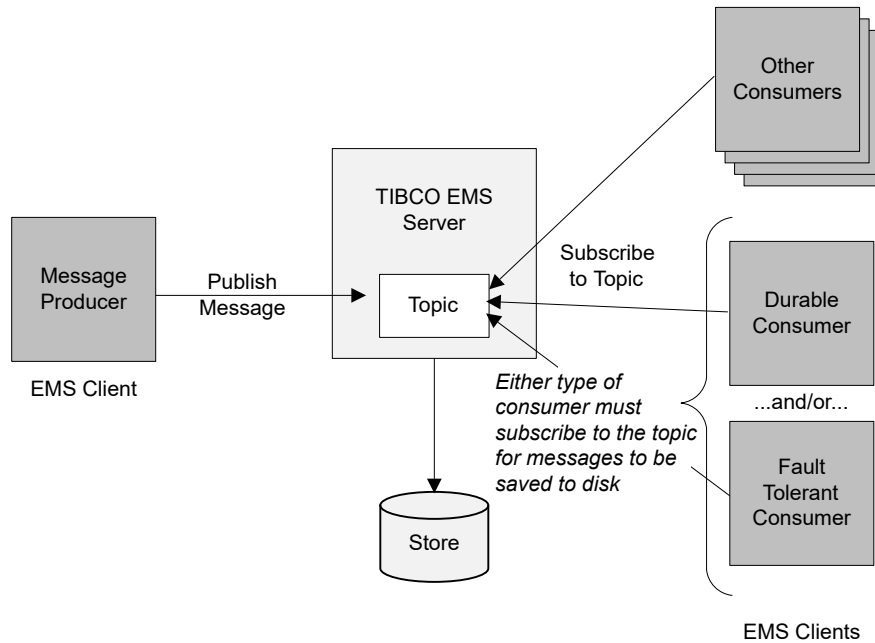 Other
Consumers
TIBCO EMS
Server
Message
Producer
Publish
Message
Topic
Subscribe
to Topic
Durable
Consumer
EMS Client
Either type of
consumer must
subscribe to the topic
for messages to be
saved to disk
...and/or...
Fault
Tolerant
Consumer
Store
EMS Clients